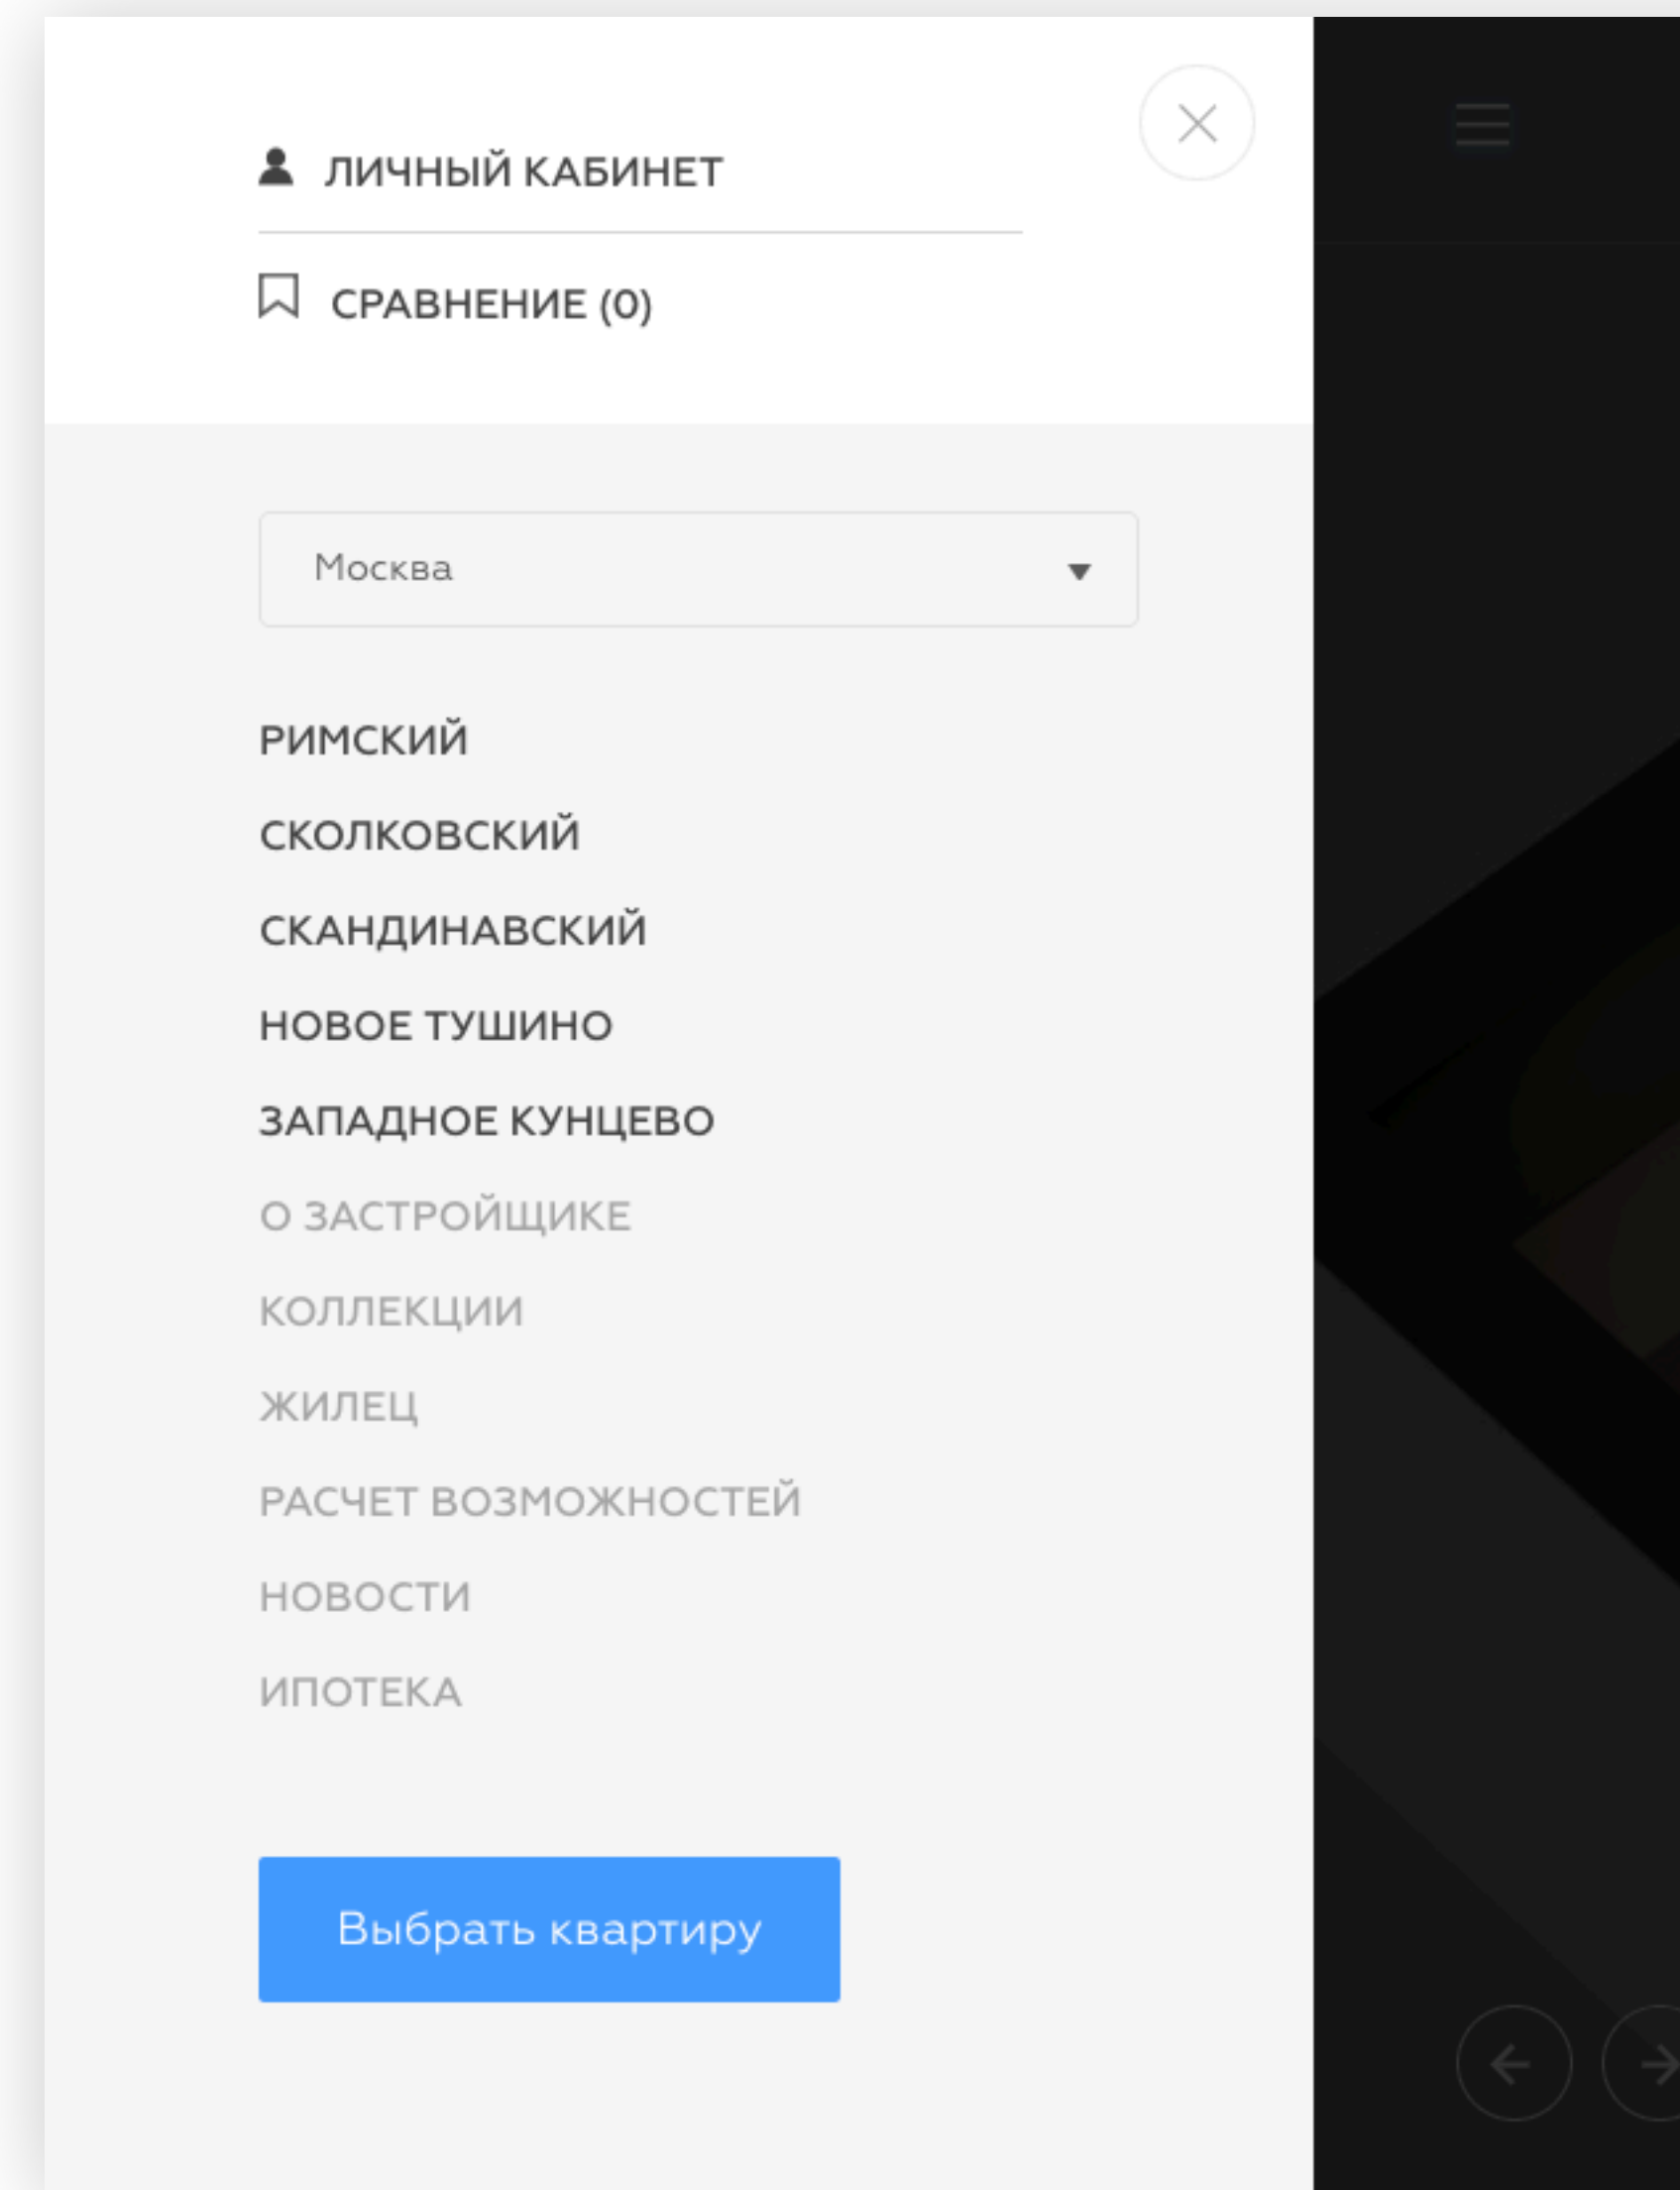 ЛИЧНЫЙ КАБИНЕТ
СРАВНЕНИЕ (0)
Москва
РИМСКИЙ
СКОЛКОВСКИЙ
СКАНДИНАВСКИЙ
НОВОЕ ТУШИНО
ЗАПАДНОЕ КУНЦЕВО
О ЗАСТРОЙЩИКЕ
КОЛЛЕКЦИИ
ЖИЛЕЦ
РАСЧЕТ ВОЗМОЖНОСТЕЙ
НОВОСТИ
ИПОТЕКА
Выбрать квартиру